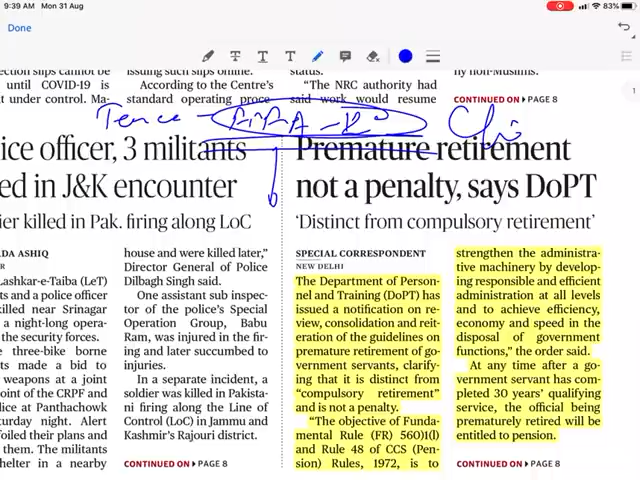 9:39 AM Mon 31 Aug
83%
Done
1
ection slips cannot be
until COVID-19 is
under control. Ma-
issuing such slips online.
According to the Centre's
standard operating proce
status.
"The NRC authority had
said work would resume
by non-Muslims.
CONTINUED ON ▸ PAGE 8
ice officer, 3 militants
ed in J&K encounter
ier killed in Pak. firing along LoC
ADA ASHIQ
R
Lashkar-e-Taiba (LeT)
ts and a police officer
killed near Srinagar
a night-long opera-
the security forces.
e three-bike borne
made a bid to
weapons at a joint
oint of the CRPF and
lice at Panthachowk
turday night. Alert
foiled their plans and
them. The militants
helter in a nearby
house and were killed later,"
Director General of Police
Dilbagh Singh said.
One assistant sub inspec-
tor of the police's Special
Operation Group, Babu
Ram, was injured in the fir-
ing and later succumbed to
injuries.
In a separate incident, a
soldier was killed in Pakista-
ni firing along the Line of
Control (LoC) in Jammu and
Kashmir's Rajouri district.
CONTINUED ON ▸ PAGE 8
Premature retirement
not a penalty, says DoPT
'Distinct from compulsory retirement'
SPECIAL CORRESPONDENT
NEW DELHI
The Department of Person-
nel and Training (DoPT) has
issued a notification on re-
view, consolidation and reit-
eration of the guidelines on
premature retirement of go-
vernment servants, clarify-
ing that it is distinct from
"compulsory retirement"
and is not a penalty.
"The objective of Funda-
mental Rule (FR) 560)1(l)
and Rule 48 of CCS (Pen-
sion) Rules, 1972, is to
strengthen the administra-
tive machinery by develop-
ing responsible and efficient
administration at all levels
and to achieve efficiency,
economy and speed in the
disposal of government
functions," the order said.
At any time after a go-
vernment servant has com-
pleted 30 years' qualifying
service, the official being
prematurely retired will be
entitled to pension.